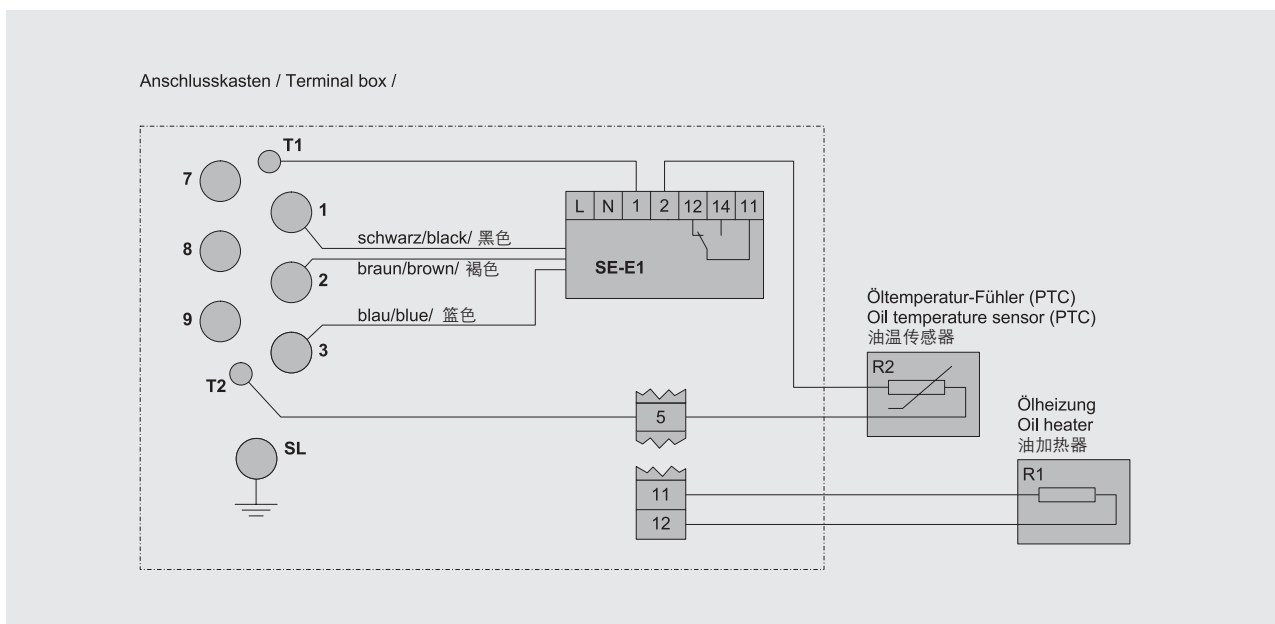 Anschlusskasten / Terminal box /
T1
7
1
L N 1 2 12 14 11
schwarz/black/ 黑色
8
SE-E1
braun/brown/ 褐色
2
Öltemperatur-Fühler (PTC)
Oil temperature sensor (PTC)
油温传感器
9
blau/blue/ 篮色
3
R2
T2
5
Ölheizung
Oil heater
油加热器
SL
R1
11
12